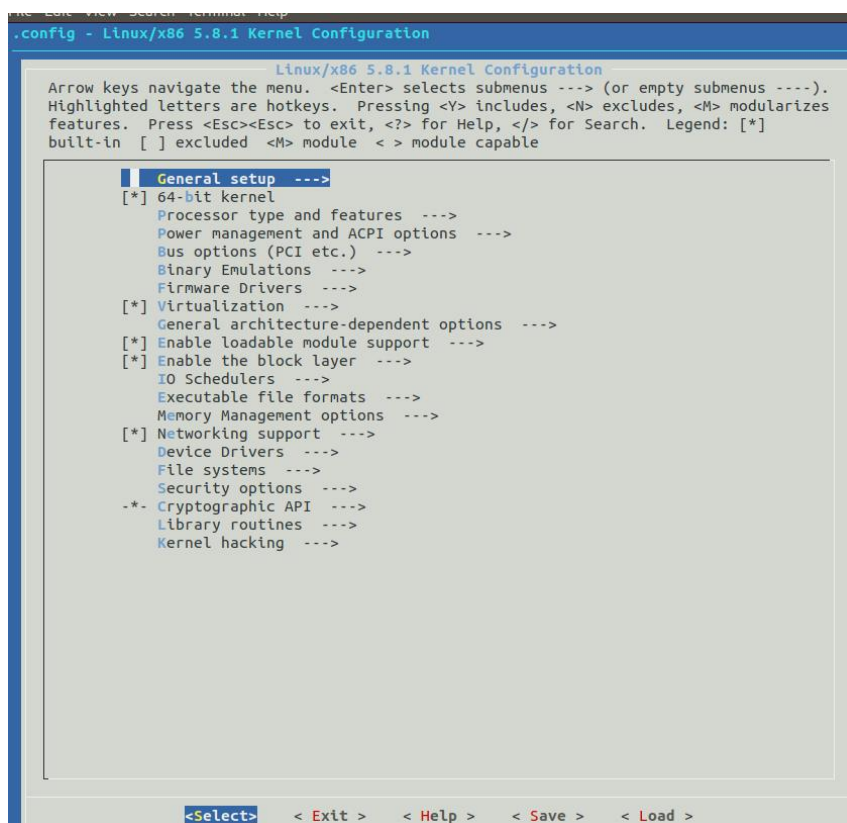 .config - Linux/x86 5.8.1 Kernel Configuration
Linux/x86 5.8.1 Kernel Configuration
Arrow keys navigate the menu.  <Enter> selects submenus ---> (or empty submenus ----).
Highlighted letters are hotkeys.  Pressing <Y> includes, <N> excludes, <M> modularizes
features.  Press <Esc><Esc> to exit, <?> for Help, </> for Search.  Legend: [*]
built-in  [ ] excluded  <M> module  < > module capable
General setup  --->
[*] 64-bit kernel
Processor type and features  --->
Power management and ACPI options  --->
Bus options (PCI etc.)  --->
Binary Emulations  --->
Firmware Drivers  --->
[*] Virtualization  --->
General architecture-dependent options  --->
[*] Enable loadable module support  --->
[*] Enable the block layer  --->
IO Schedulers  --->
Executable file formats  --->
Memory Management options  --->
[*] Networking support  --->
Device Drivers  --->
File systems  --->
Security options  --->
-*- Cryptographic API  --->
Library routines  --->
Kernel hacking  --->
<Select>    < Exit >    < Help >    < Save >    < Load >